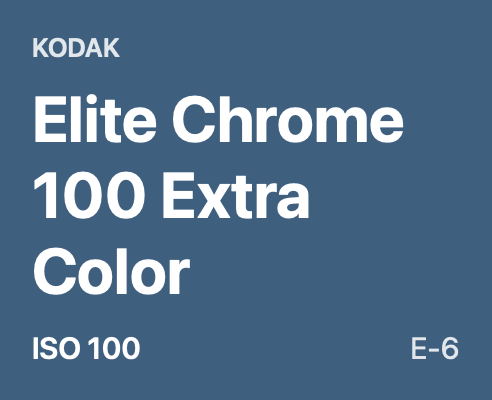 KODAK
Elite Chrome
100 Extra
Color
ISO 100 E-6